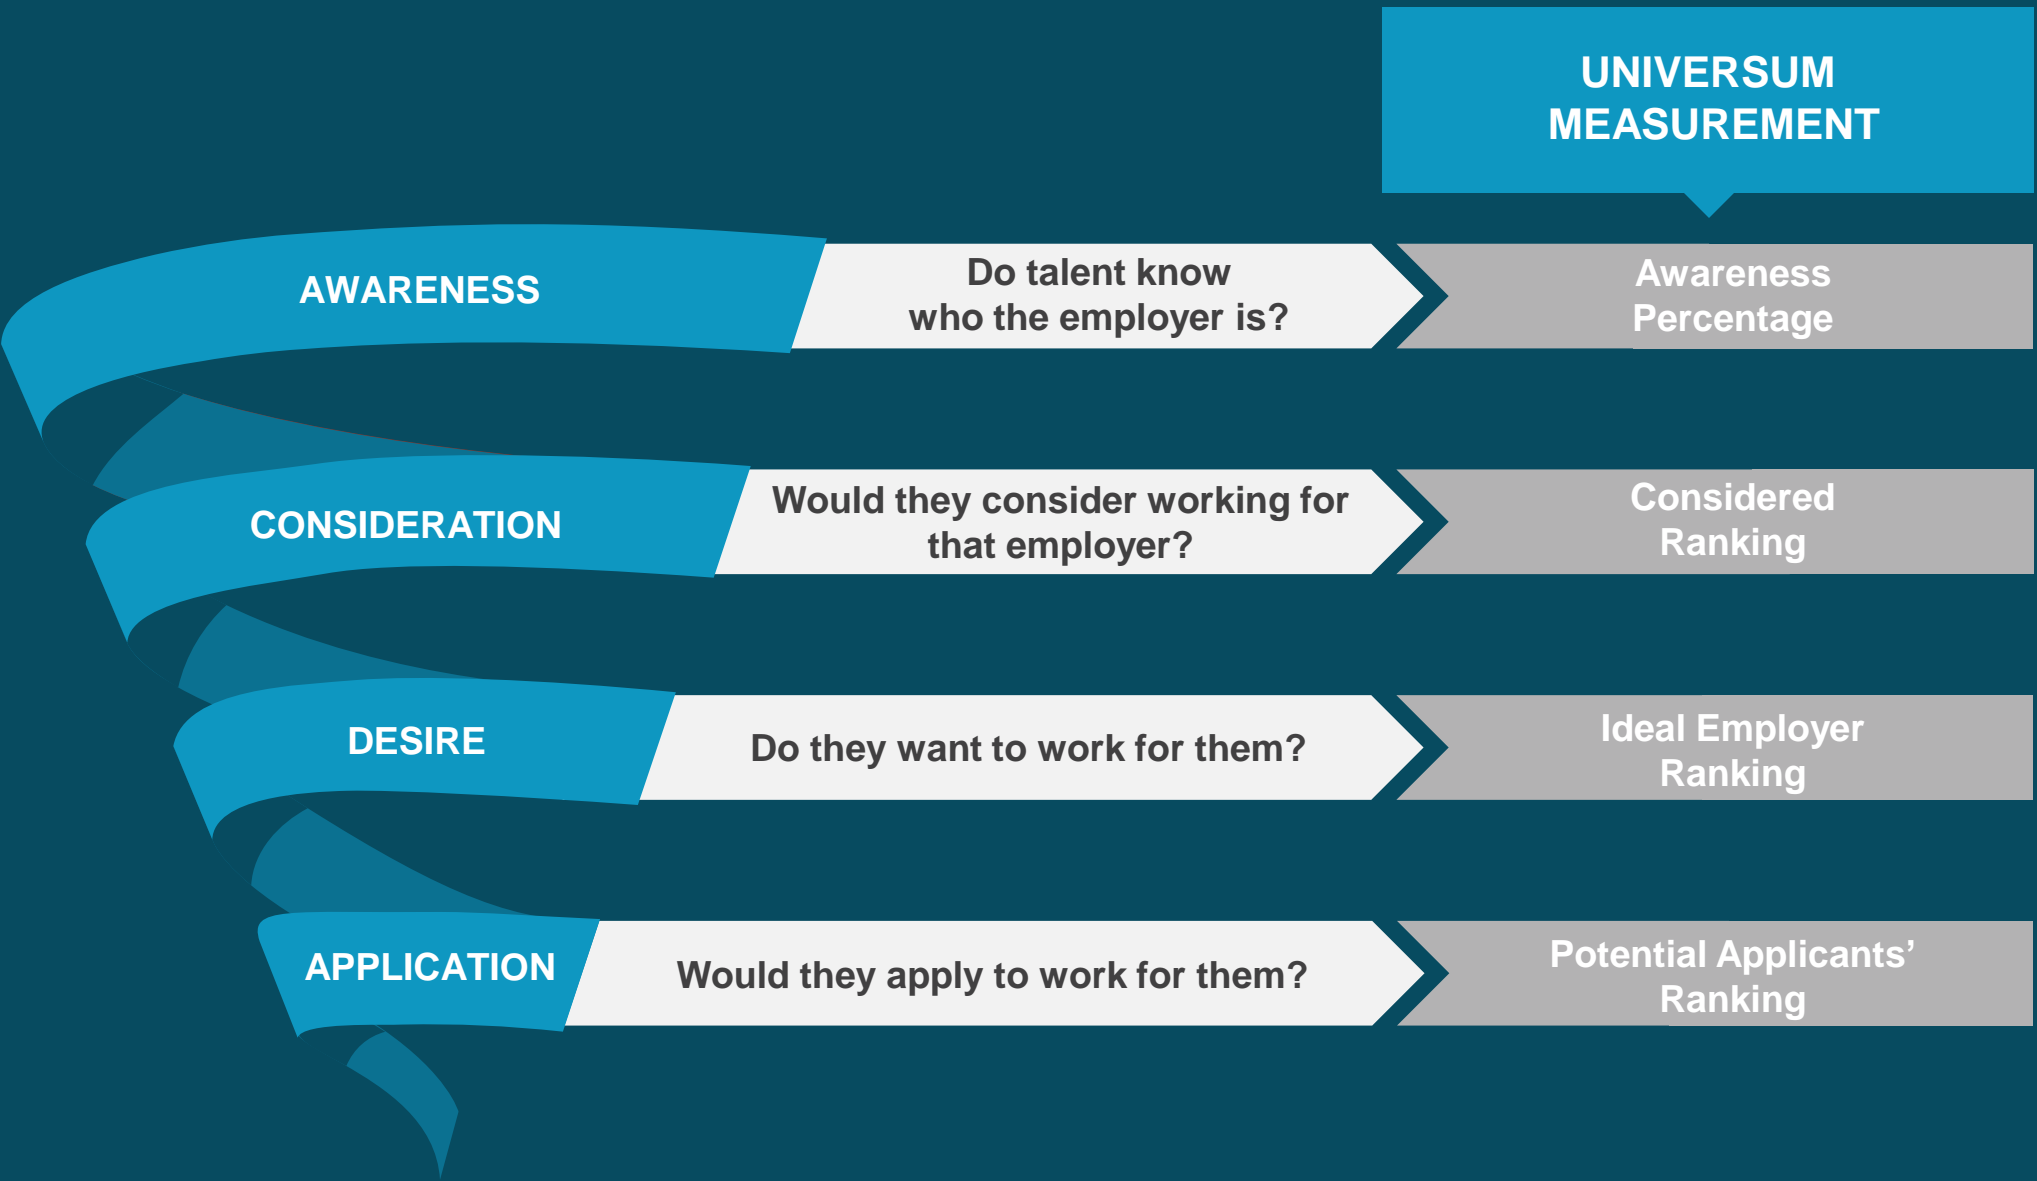 UNIVERSUM
MEASUREMENT
AWARENESS
Do talent know
who the employer is?
Awareness
Percentage
CONSIDERATION
Would they consider working for
that employer?
Considered
Ranking
DESIRE
Do they want to work for them?
Ideal Employer
Ranking
APPLICATION
Would they apply to work for them?
Potential Applicants’
Ranking